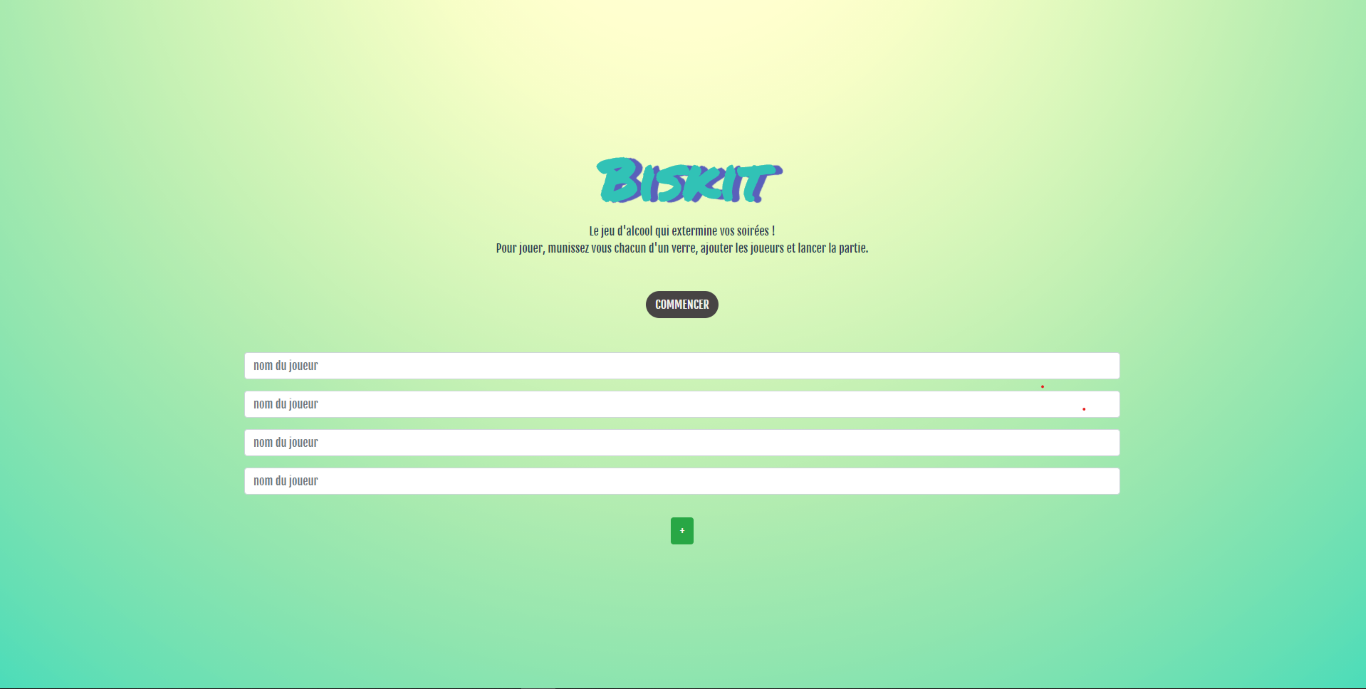 Biskit
Le jeu d'alcool qui extermine vos soirées !
Pour jouer, munissez vous chacun d'un verre, ajouter les joueurs et lancer la partie.
COMMENCER
nom du joueur
nom du joueur
nom du joueur
nom du joueur
+